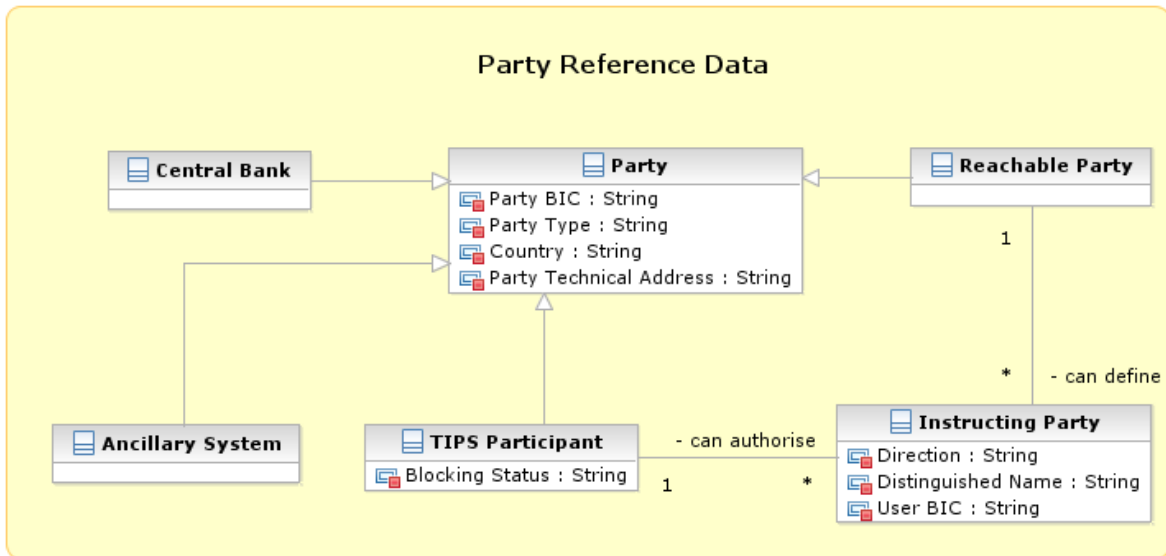 Party Reference Data
Central Bank
Party
Party BIC : String
Party Type : String
Country : String
Party Technical Address : String
Reachable Party
1
*
- can define
Ancillary System
TIPS Participant
Blocking Status : String
- can authorise
1
*
Instructing Party
Direction : String
Distinguished Name : String
User BIC : String